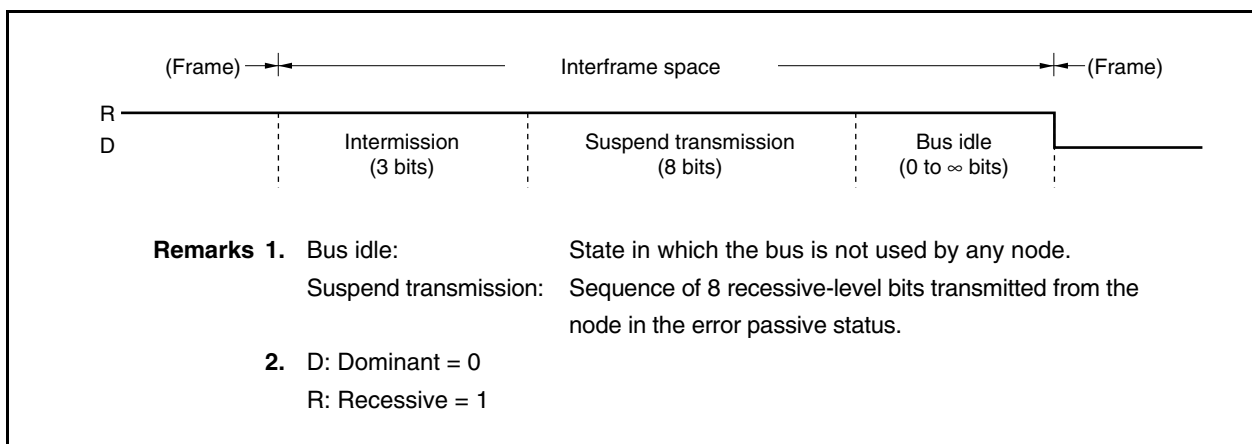 (Frame) Interframe space (Frame)
R
D Intermission Suspend transmission Bus idle
(3 bits) (8 bits) (0 to ∞ bits)
Remarks 1. Bus idle: State in which the bus is not used by any node.
Suspend transmission: Sequence of 8 recessive-level bits transmitted from the
node in the error passive status.
2. D: Dominant = 0
R: Recessive = 1